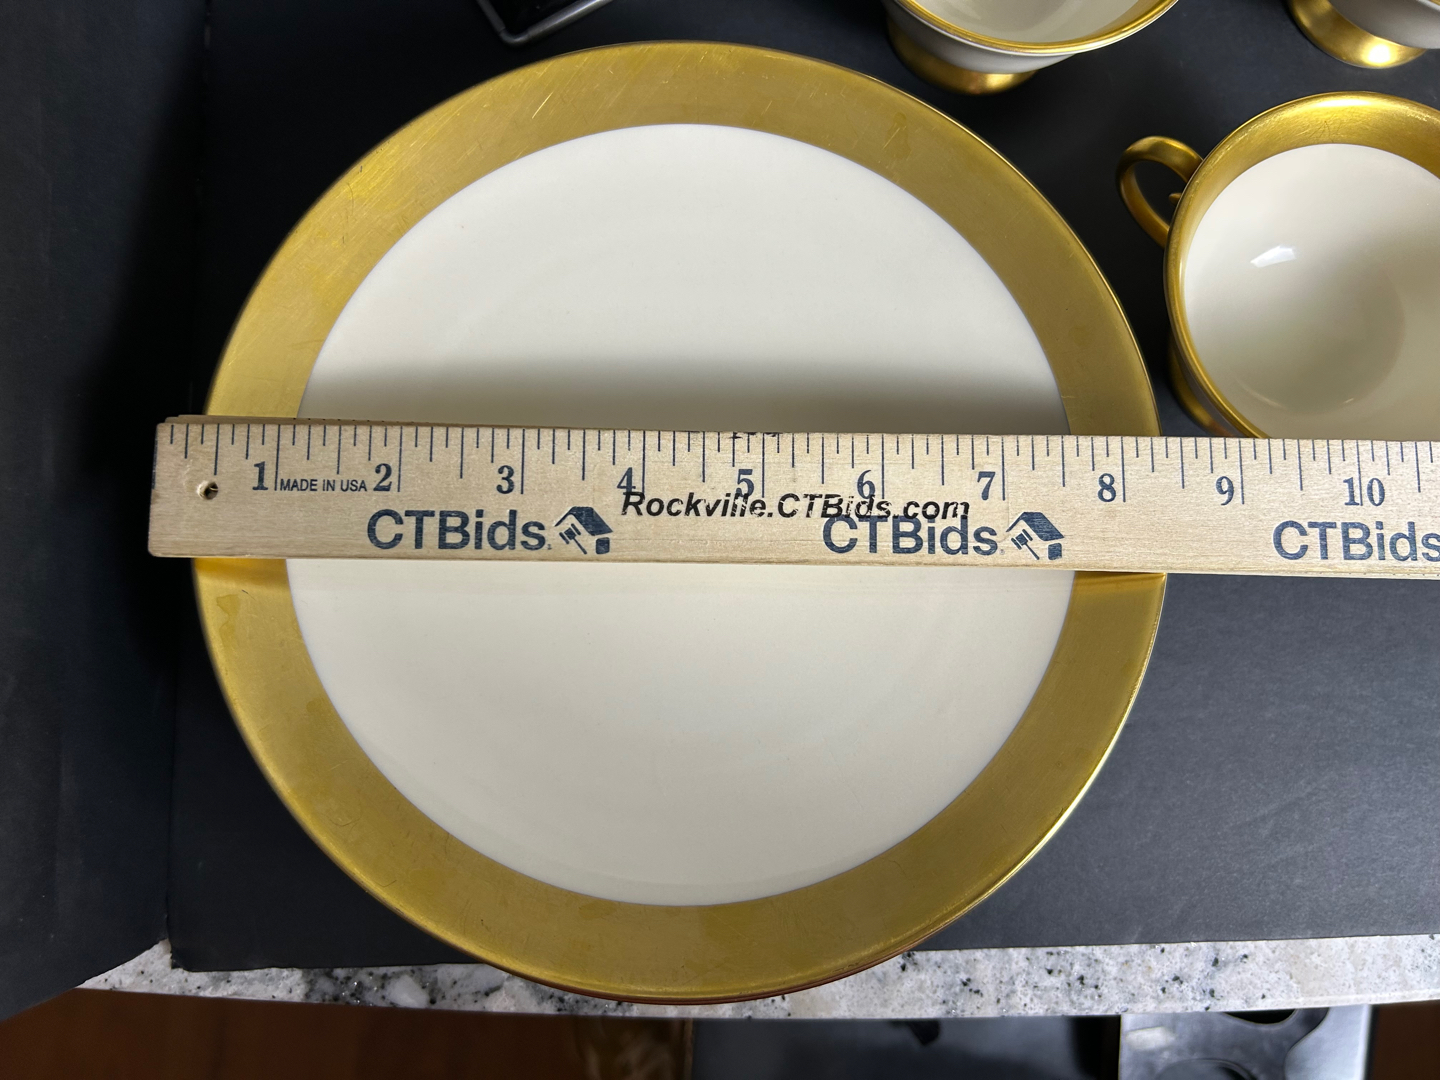 1 MADE IN USA 2 3 4 5 6 7 8 9 10
Rockville.CTBids.com
CTBids. CTBids CTBids